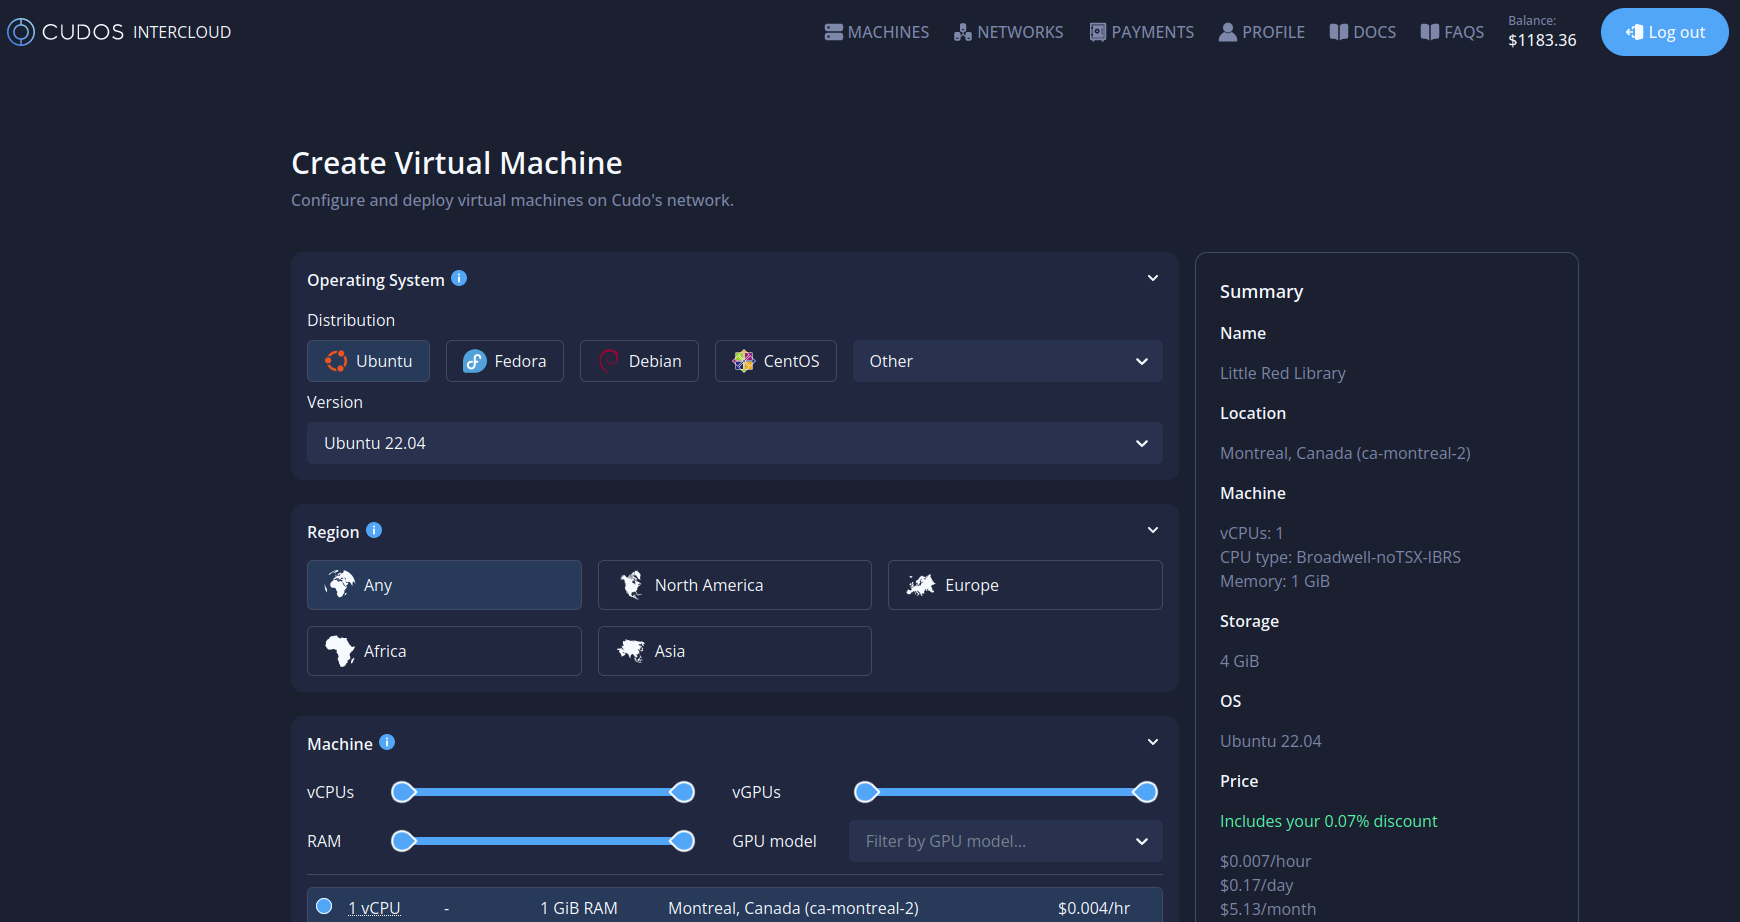 CUDOS INTERCLOUD
MACHINES
NETWORKS
PAYMENTS
PROFILE
DOCS
FAQS
Balance:
$1183.36
Log out
Create Virtual Machine
Configure and deploy virtual machines on Cudo's network.
Operating System
Distribution
Ubuntu
Fedora
Debian
CentOS
Other
Version
Ubuntu 22.04
Region
Any
North America
Europe
Africa
Asia
Machine
vCPUs
vGPUs
RAM
GPU model
Filter by GPU model...
1 vCPU - 1 GiB RAM Montreal, Canada (ca-montreal-2) $0.004/hr
Summary
Name
Little Red Library
Location
Montreal, Canada (ca-montreal-2)
Machine
vCPUs: 1
CPU type: Broadwell-noTSX-IBRS
Memory: 1 GiB
Storage
4 GiB
OS
Ubuntu 22.04
Price
Includes your 0.07% discount
$0.007/hour
$0.17/day
$5.13/month